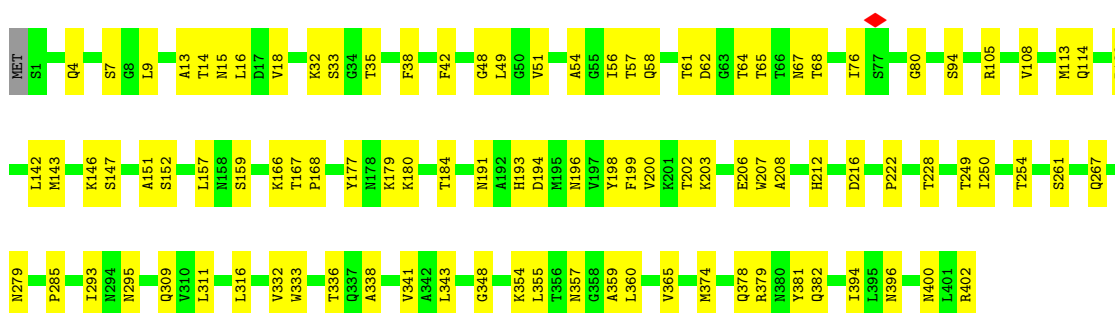 MET S1 Q4 S7 G8 L9 A13 T14 N15 L16 D17 V18 K32 S33 G34 T35 F38 F42 G48 L49 G50 V51 A54 G55 I56 T57 Q58 T61 D62 G63 T64 T65 T66 N67 T68 I76 S77 G80 S94 R105 V108 M113 Q114
L142 M143 K146 S147 A151 S152 L157 N158 S159 K166 T167 P168 Y177 N178 K179 K180 T184 N191 A192 H193 D194 M195 N196 V197 Y198 F199 V200 K201 T202 K203 E206 W207 A208 H212 D216 P222 T228 T249 I250 T254 S261 Q267
N279 P285 I293 N294 N295 Q309 V310 L311 L316 V332 W333 T336 Q337 A338 V341 A342 L343 G348 K354 L355 T356 N357 G358 A359 L360 V365 M374 Q378 R379 N380 Y381 Q382 I394 L395 N396 N400 L401 R402